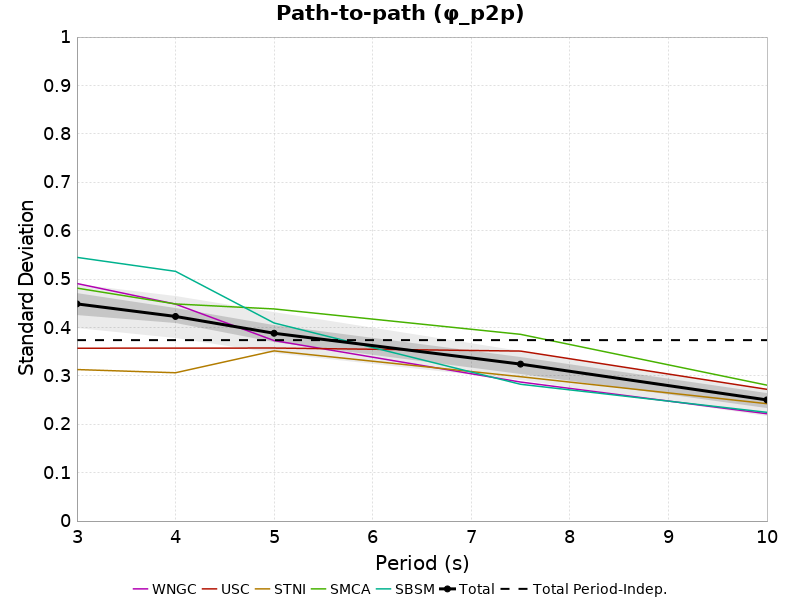 Path-to-path (φ_p2p)
1
0.9
0.8
0.7
0.6
0.5
0.4
0.3
0.2
0.1
0
Standard Deviation
3 4 5 6 7 8 9 10
Period (s)
WNGC USC STNI SMCA SBSM Total Total Period-Indep.